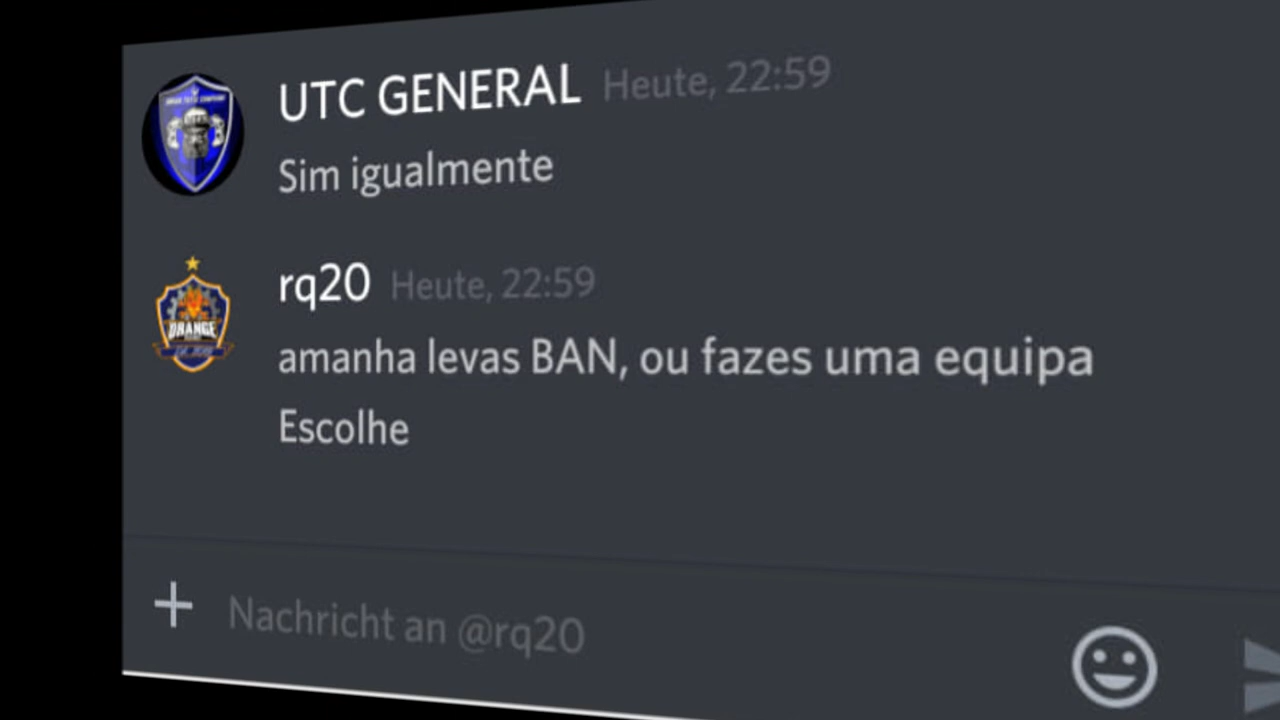 UTC GENERAL Heute, 22:59
Sim igualmente
rq20 Heute, 22:59
ORANGE
amanha levas BAN, ou fazes uma equipa
Escolhe
Nachricht an @rq20